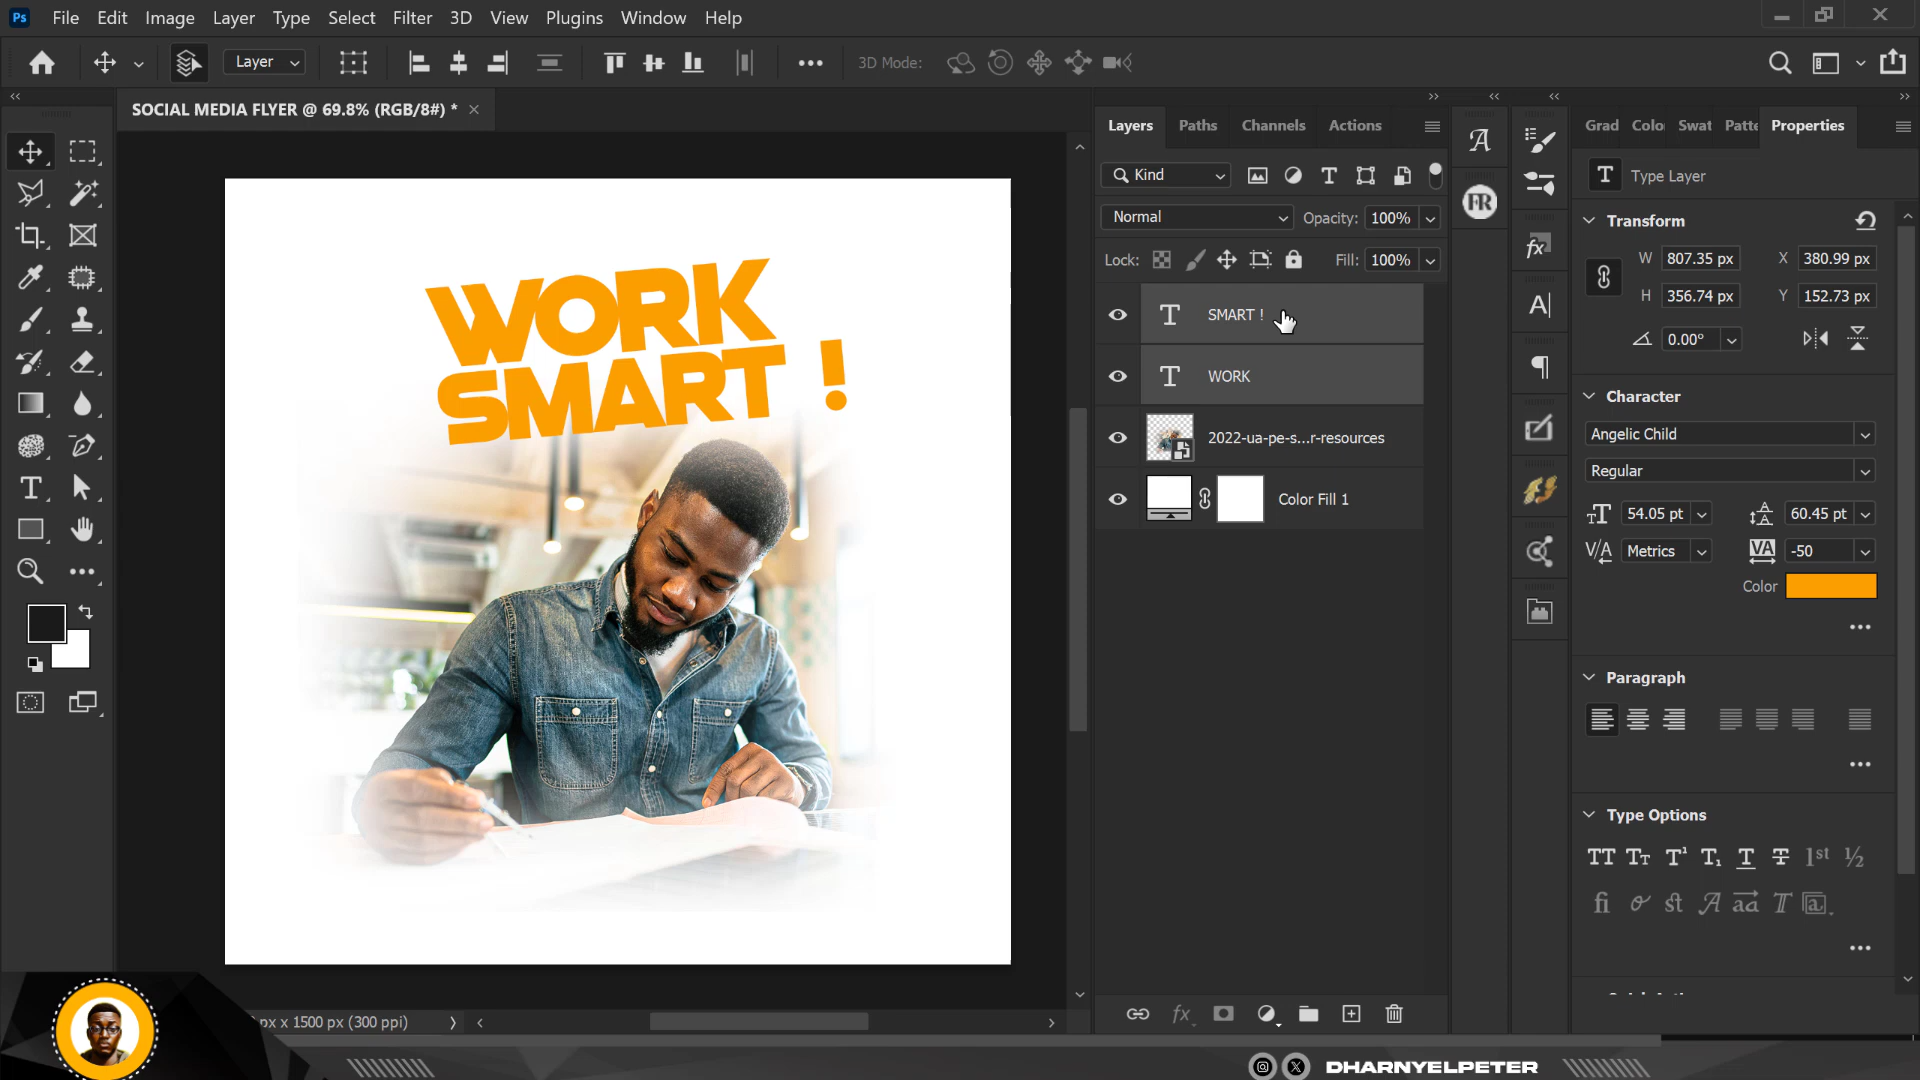 Ps File Edit Image Layer Type Select Filter 3D View Plugins Window Help
Layer 3D Mode:
SOCIAL MEDIA FLYER @ 69.8% (RGB/8#) *
Layers Paths Channels Actions
Grad Colo Swat Patte Properties
Kind
Type Layer
Normal Opacity: 100%
Lock: Fill: 100%
Transform
W 807.35 px X 380.99 px
H 356.74 px Y 152.73 px
0.00°
SMART !
WORK
2022-ua-pe-s...r-resources
Color Fill 1
WORK
SMART !
Character
Angelic Child
Regular
54.05 pt 60.45 pt
Metrics -50
Color
Paragraph
Type Options
px x 1500 px (300 ppi)
DHARNYELPETER